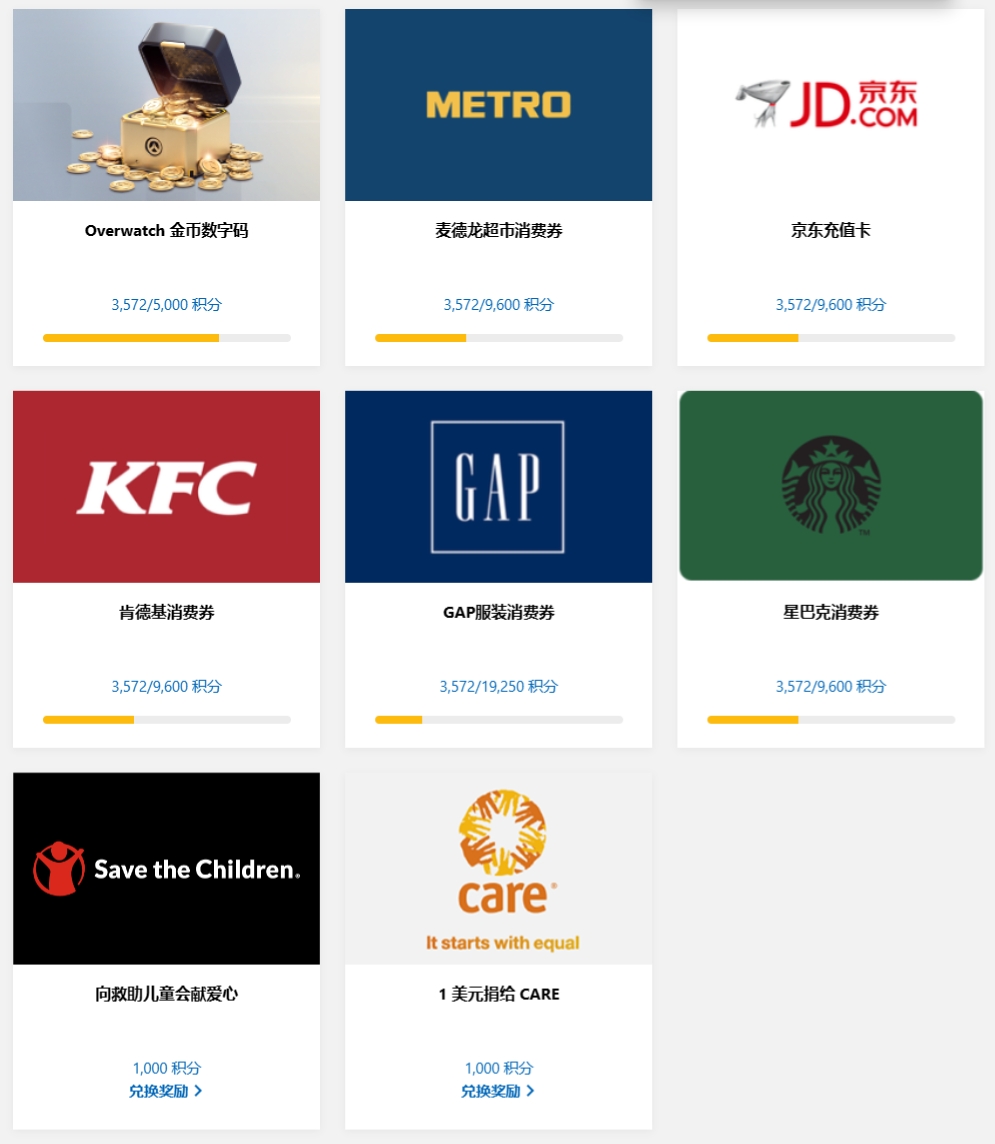 METRO
JD.COM 京东
Overwatch 金币数字码
麦德龙超市消费券
京东充值卡
3,572/5,000 积分
3,572/9,600 积分
3,572/9,600 积分
KFC
GAP
TM
肯德基消费券
GAP服装消费券
星巴克消费券
3,572/9,600 积分
3,572/19,250 积分
3,572/9,600 积分
Save the Children®
care®
It starts with equal
向救助儿童会献爱心
1 美元捐给 CARE
1,000 积分
兑换奖励
1,000 积分
兑换奖励